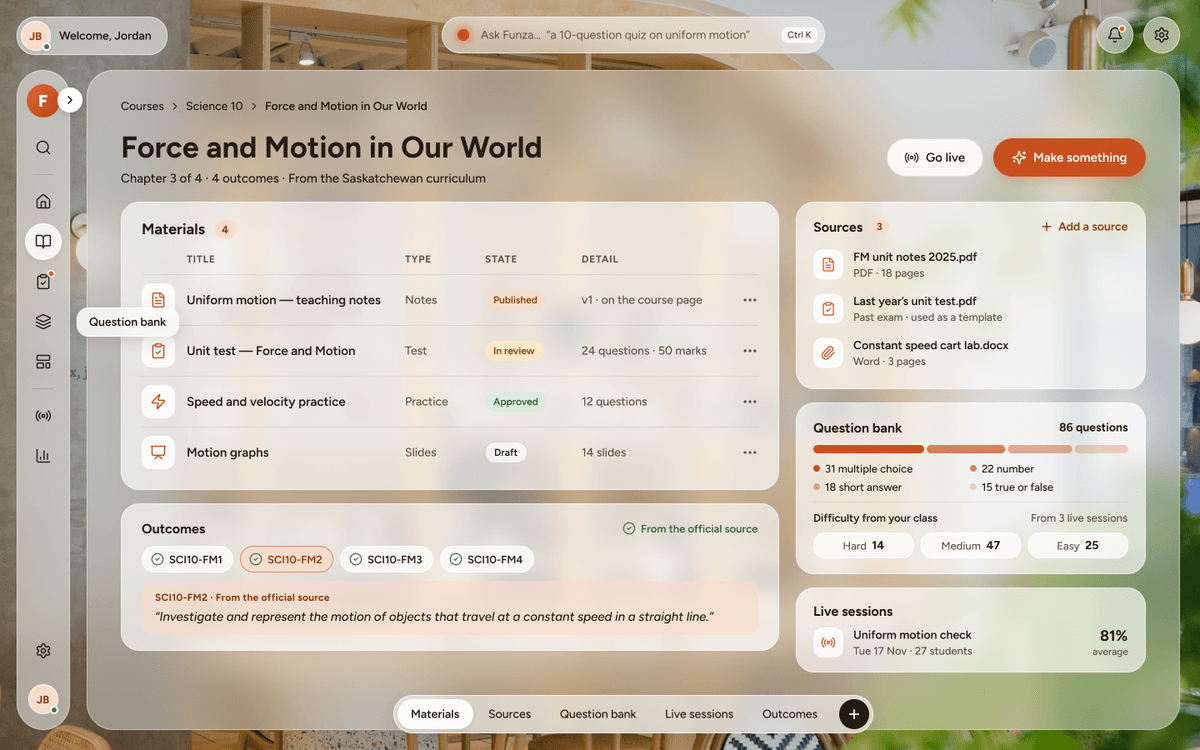 JB Welcome, Jordan
Ask Funza... “a 10-question quiz on uniform motion” Ctrl K
F
Courses > Science 10 > Force and Motion in Our World
Force and Motion in Our World
Chapter 3 of 4 · 4 outcomes · From the Saskatchewan curriculum
Go live
Make something
Question bank
Materials 4
TITLE TYPE STATE DETAIL
Uniform motion — teaching notes Notes Published v1 · on the course page
Unit test — Force and Motion Test In review 24 questions · 50 marks
Speed and velocity practice Practice Approved 12 questions
Motion graphs Slides Draft 14 slides
Outcomes From the official source
SCI10-FM1 SCI10-FM2 SCI10-FM3 SCI10-FM4
SCI10-FM2 · From the official source
“Investigate and represent the motion of objects that travel at a constant speed in a straight line.”
Sources 3 + Add a source
FM unit notes 2025.pdf
PDF · 18 pages
Last year’s unit test.pdf
Past exam · used as a template
Constant speed cart lab.docx
Word · 3 pages
Question bank 86 questions
31 multiple choice 22 number
18 short answer 15 true or false
Difficulty from your class From 3 live sessions
Hard 14 Medium 47 Easy 25
Live sessions
Uniform motion check 81%
Tue 17 Nov · 27 students average
JB
Materials Sources Question bank Live sessions Outcomes +